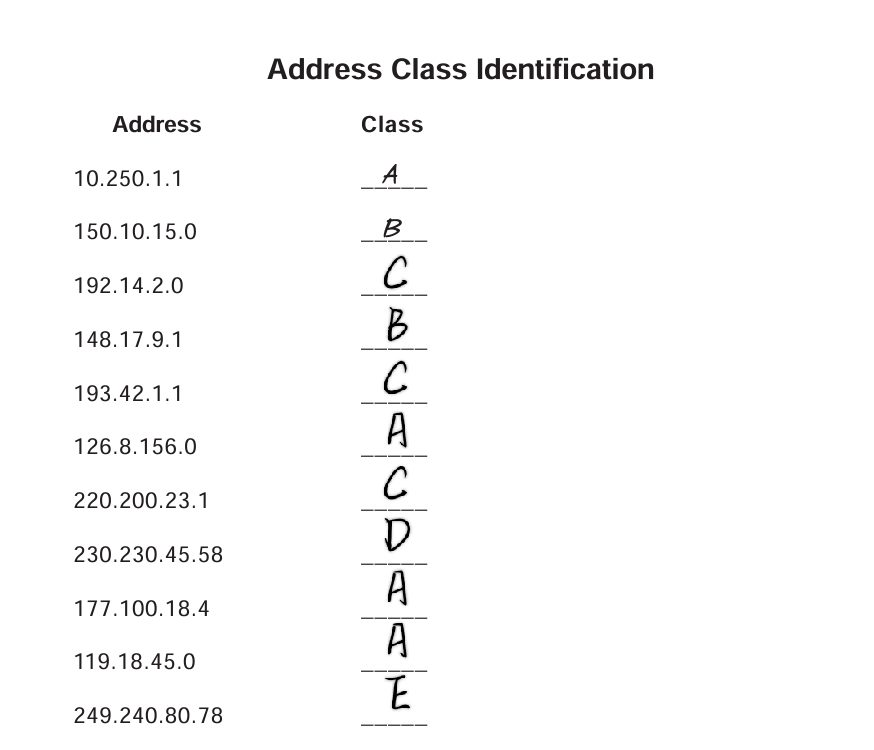 Address Class Identification
Address Class
10.250.1.1 A
150.10.15.0 B
192.14.2.0 C
148.17.9.1 B
193.42.1.1 C
126.8.156.0 A
220.200.23.1 C
230.230.45.58 D
177.100.18.4 A
119.18.45.0 A
249.240.80.78 E